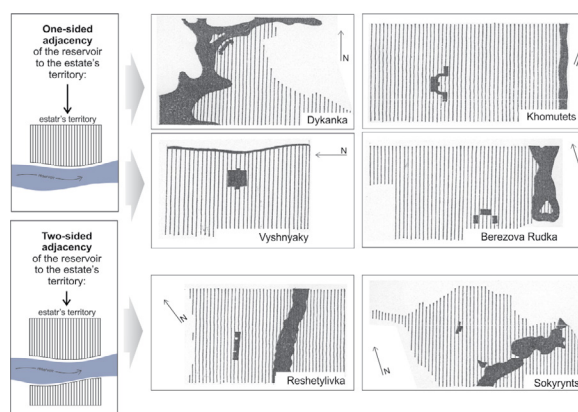 One-sided
adjacency
of the reservoir
to the estate's
territory:
estatr's territory
Two-sided
adjacency
of the reservoir
to the estate's
territory:
estatr's territory
N
Dykanka
N
Khomutets
N
Vyshnyaky
N
Berezova Rudka
N
Reshetylivka
N
Sokyrynts